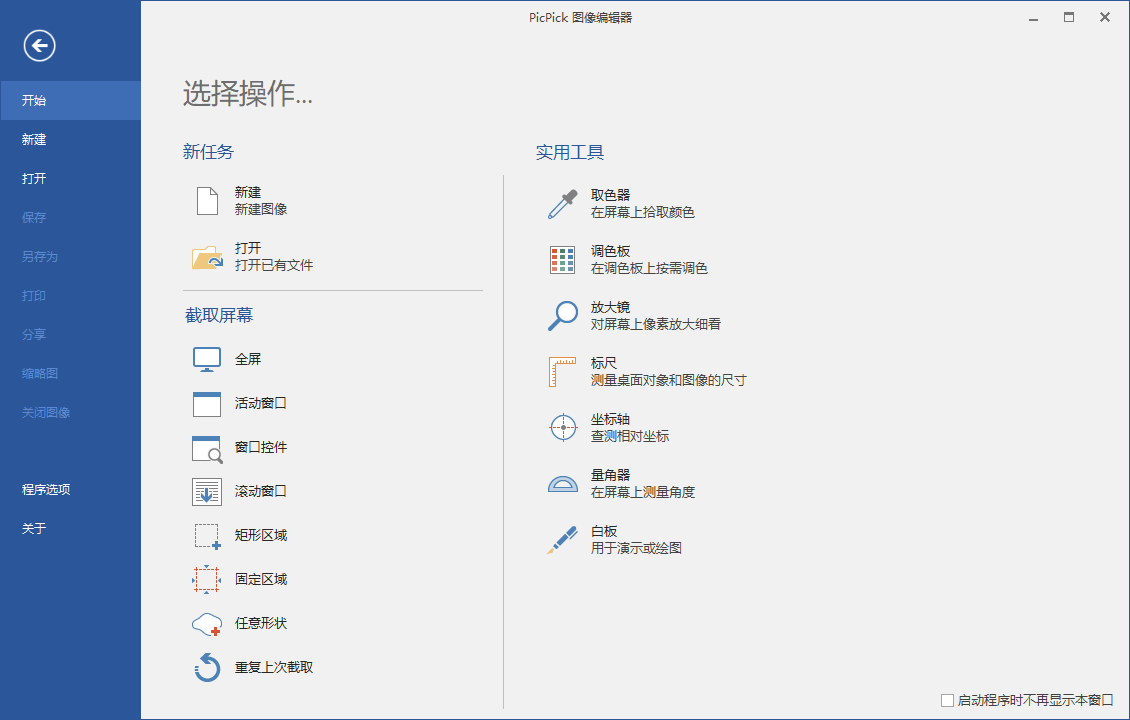 PicPick 图像编辑器
开始
新建
打开
保存
另存为
打印
分享
缩略图
关闭图像
程序选项
关于
选择操作...
新任务
新建
新建图像
打开
打开已有文件
截取屏幕
全屏
活动窗口
窗口控件
滚动窗口
矩形区域
固定区域
任意形状
重复上次截取
实用工具
取色器
在屏幕上拾取颜色
调色板
在调色板上按需调色
放大镜
对屏幕上像素放大细看
标尺
测量桌面对象和图像的尺寸
坐标轴
查测相对坐标
量角器
在屏幕上测量角度
白板
用于演示或绘图
启动程序时不再显示本窗口